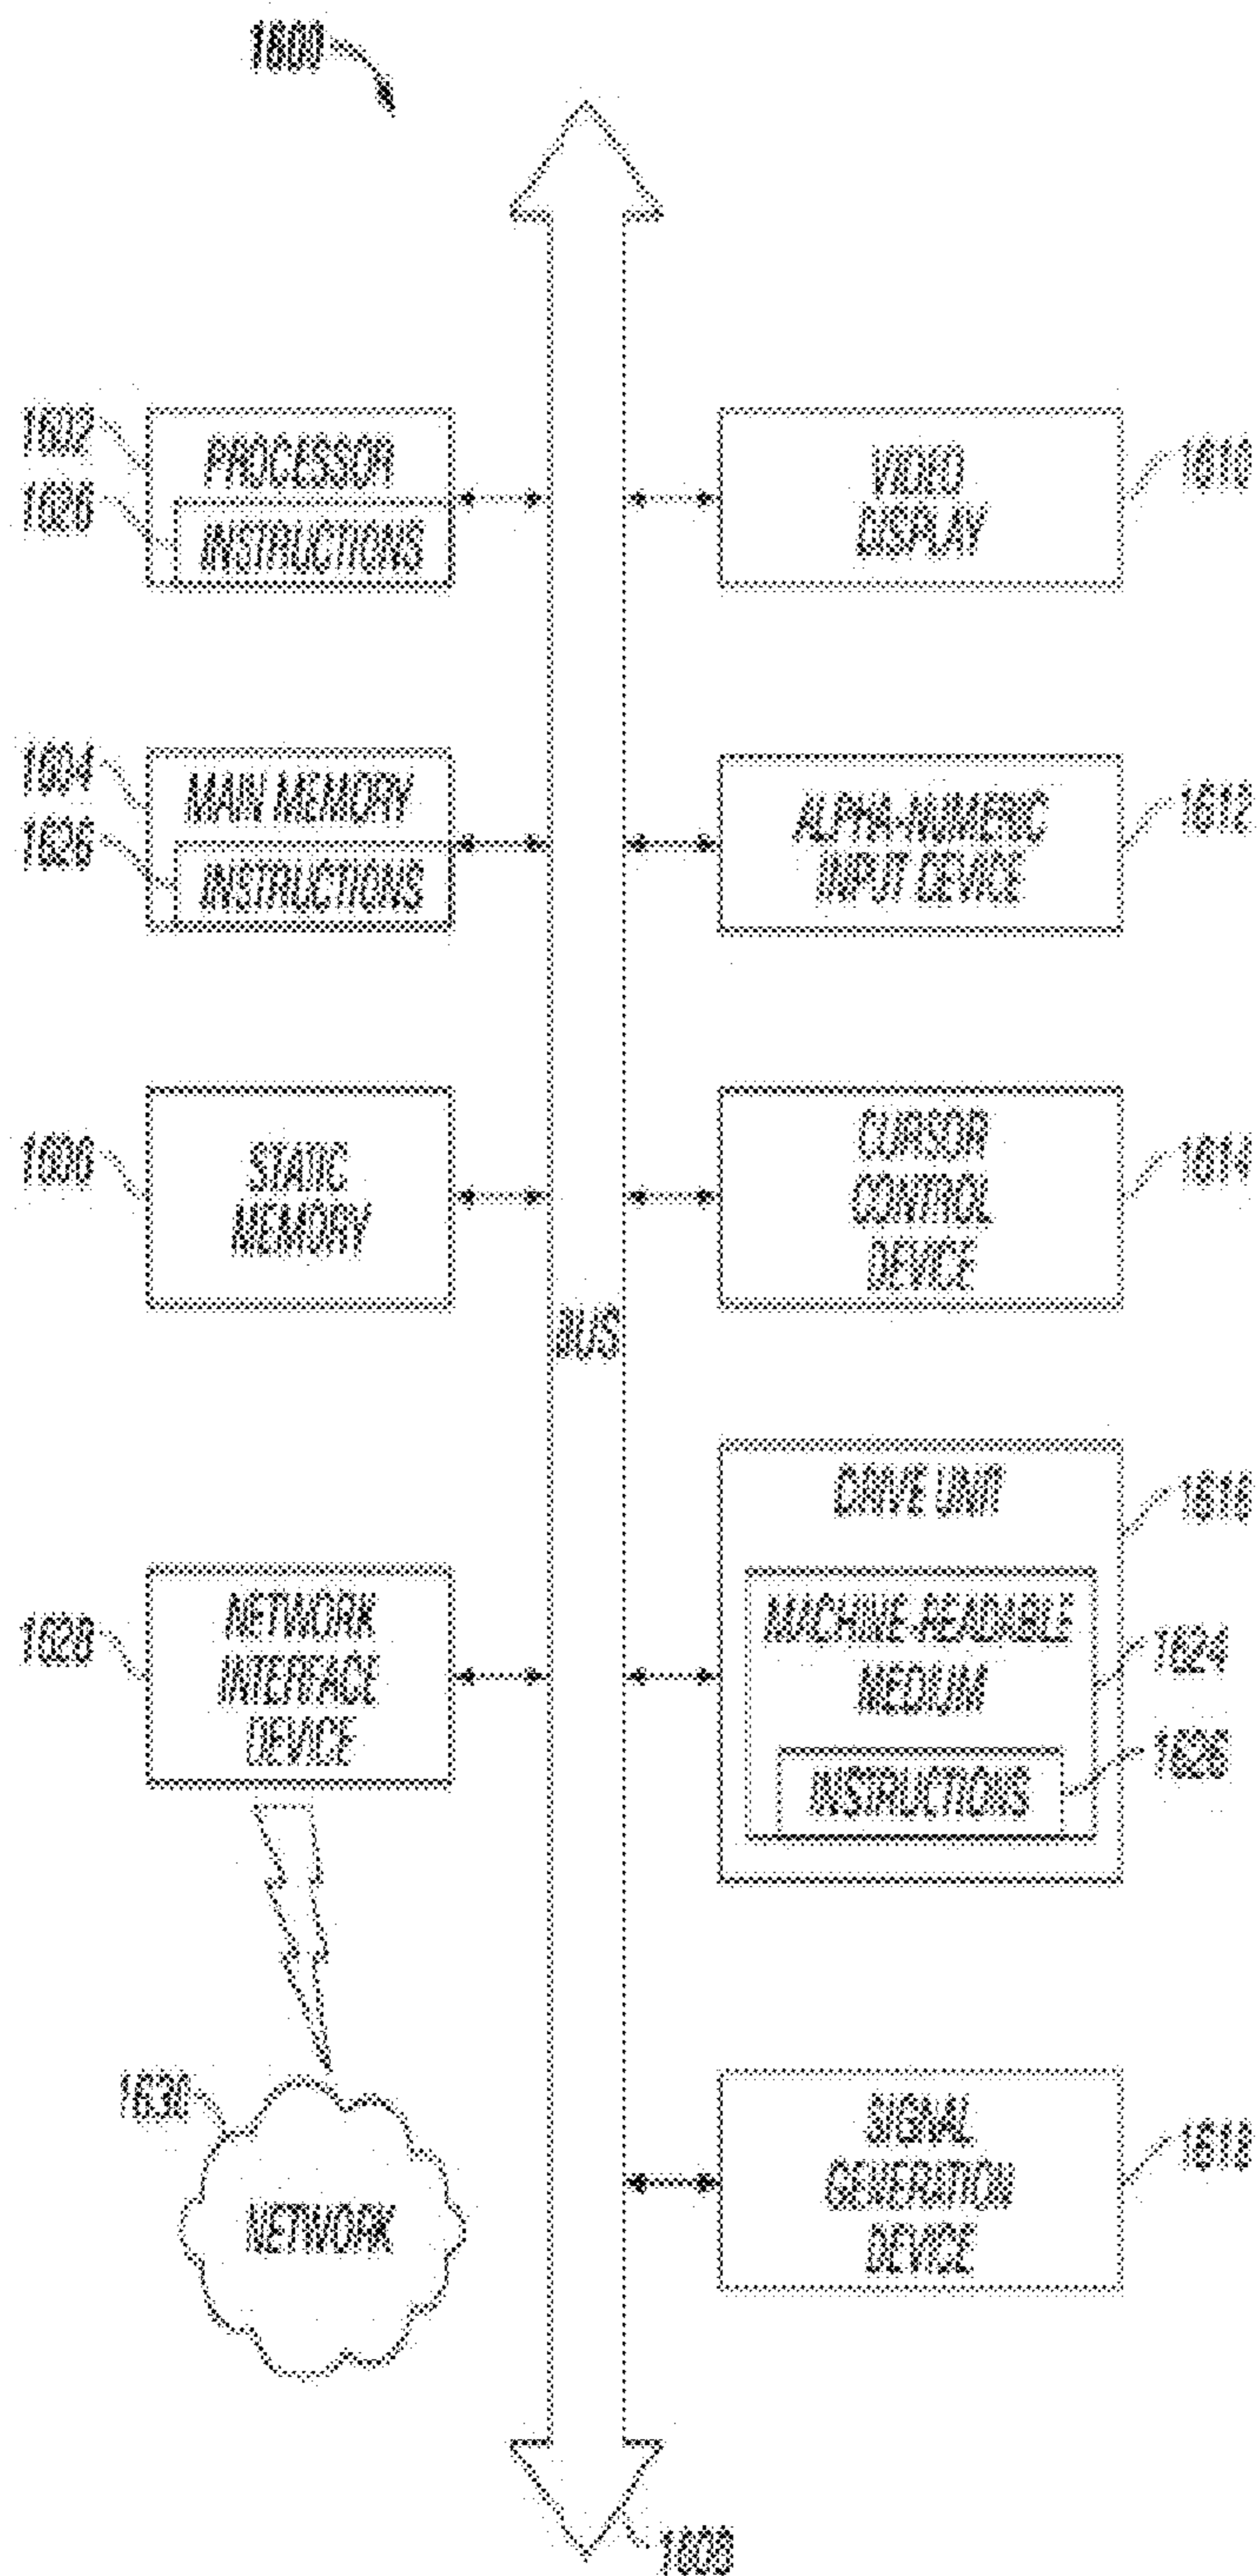 1600
1602
PROCESSOR
1626
INSTRUCTIONS
VIDEO
DISPLAY
1610
1604
MAIN MEMORY
1626
INSTRUCTIONS
ALPHA-NUMERIC
INPUT DEVICE
1612
1606
STATIC
MEMORY
CURSOR
CONTROL
DEVICE
1614
BUS
DRIVE UNIT
1616
MACHINE-READABLE
MEDIUM
1624
INSTRUCTIONS
1626
1628
NETWORK
INTERFACE
DEVICE
1630
NETWORK
SIGNAL
GENERATION
DEVICE
1618
1608